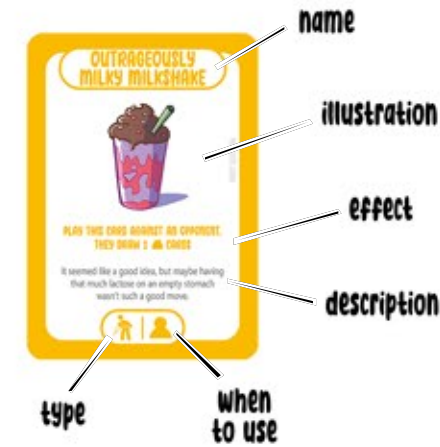 name
OUTRAGEOUSLY
MILKY MILKSHAKE
illustration
PLAY THIS CARD AGAINST AN OPPONENT.
THEY DRAW 2 CARDS
effect
It seemed like a good idea, but maybe having
that much lactose on an empty stomach
wasn't such a good move.
description
type
when
to use